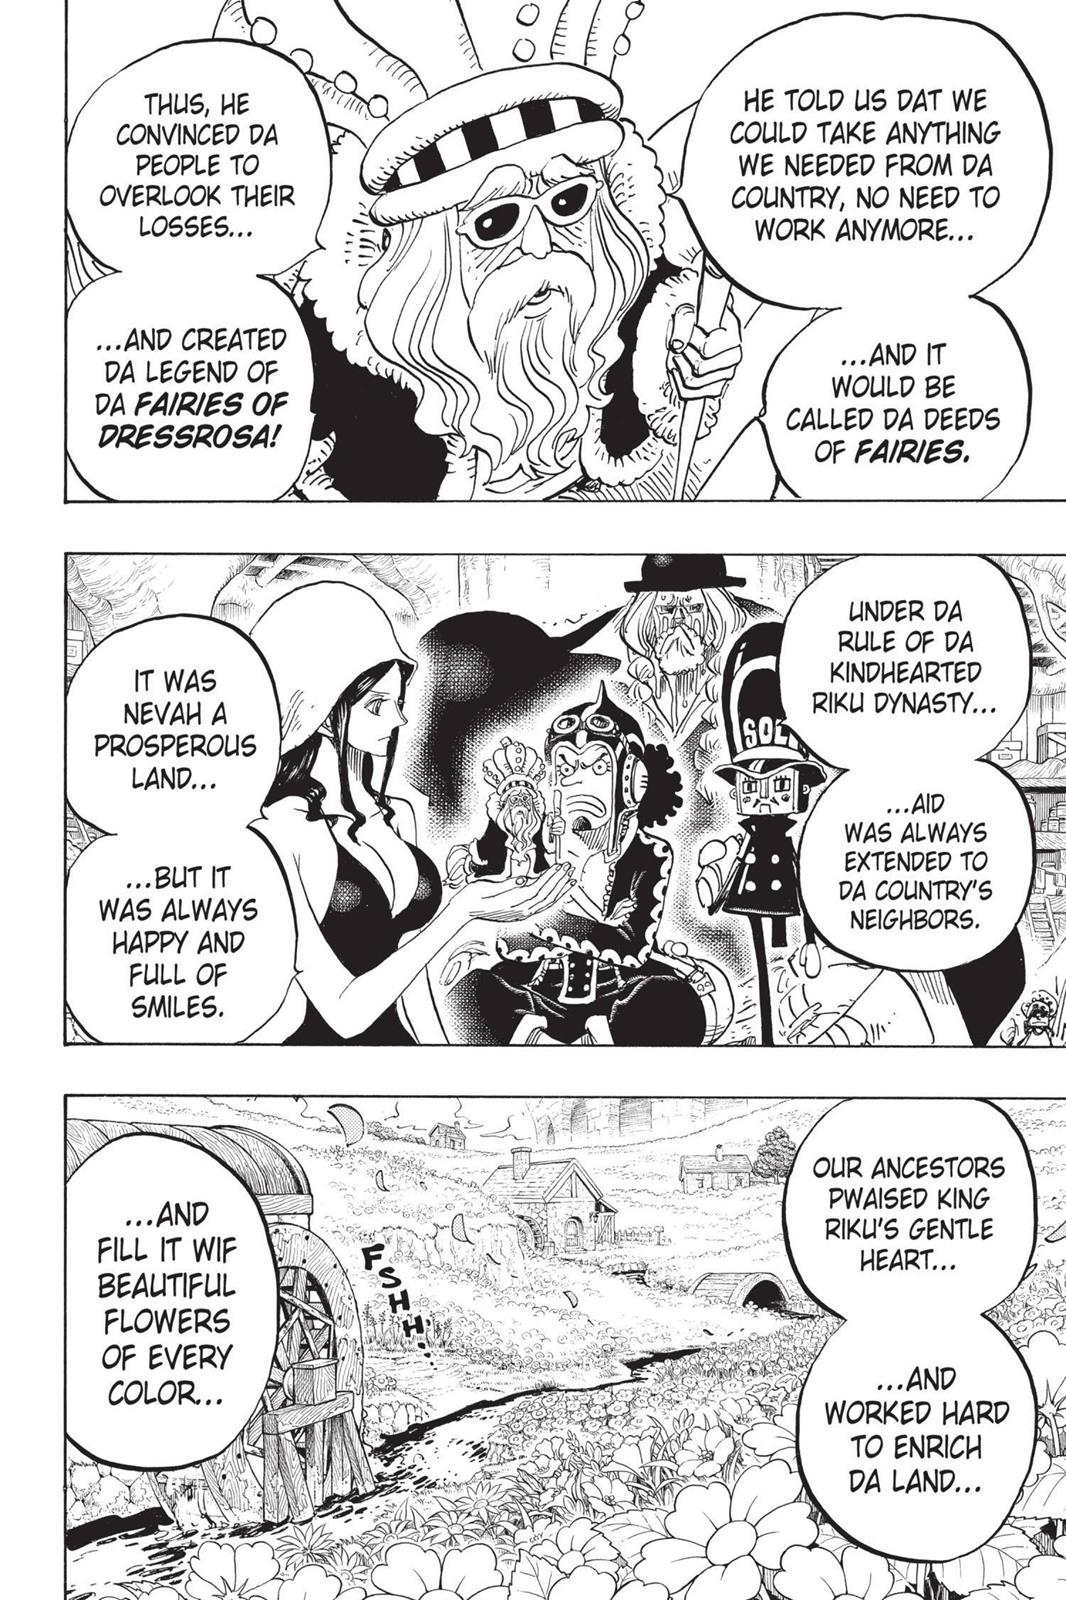 HE TOLD US DAT WE
COULD TAKE ANYTHING
WE NEEDED FROM DA
COUNTRY, NO NEED TO
WORK ANYMORE...
...AND IT
WOULD BE
CALLED DA DEEDS
OF FAIRIES.
THUS, HE
CONVINCED DA
PEOPLE TO
OVERLOOK THEIR
LOSSES...
...AND CREATED
DA LEGEND OF
DA FAIRIES OF
DRESSROSA!
UNDER DA
RULE OF DA
KINDHEARTED
RIKU DYNASTY...
...AID
WAS ALWAYS
EXTENDED TO
DA COUNTRY'S
NEIGHBORS.
IT WAS
NEVAH A
PROSPEROUS
LAND...
...BUT IT
WAS ALWAYS
HAPPY AND
FULL OF
SMILES.
OUR ANCESTORS
PWAISED KING
RIKU'S GENTLE
HEART...
...AND
WORKED HARD
TO ENRICH
DA LAND...
FSHH...
...AND
FILL IT WIF
BEAUTIFUL
FLOWERS
OF EVERY
COLOR...